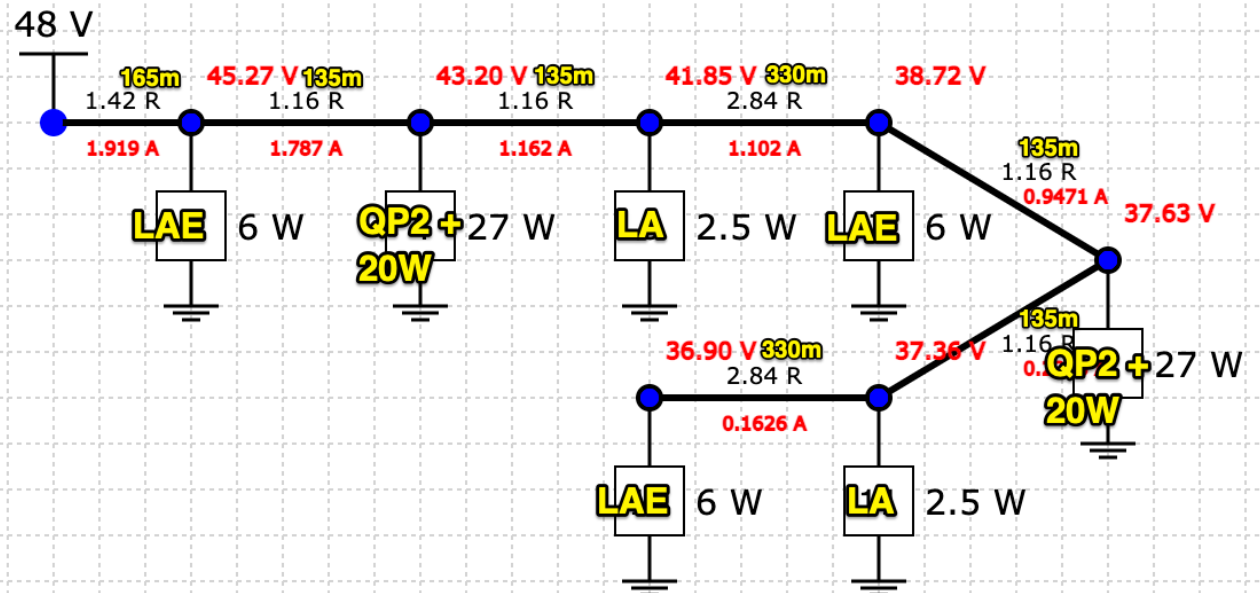 48 V
165m 45.27 V 135m 43.20 V 135m 41.85 V 330m 38.72 V
1.42 R 1.16 R 1.16 R 2.84 R
1.919 A 1.787 A 1.162 A 1.102 A
135m
1.16 R
0.9471 A
37.63 V
LAE 6 W QP2 + 27 W LA 2.5 W LAE 6 W
20W
135m
36.90 V 330m 37.36 V 1.16 R
2.84 R QP2 + 27 W
20W
0.1626 A
LAE 6 W LA 2.5 W